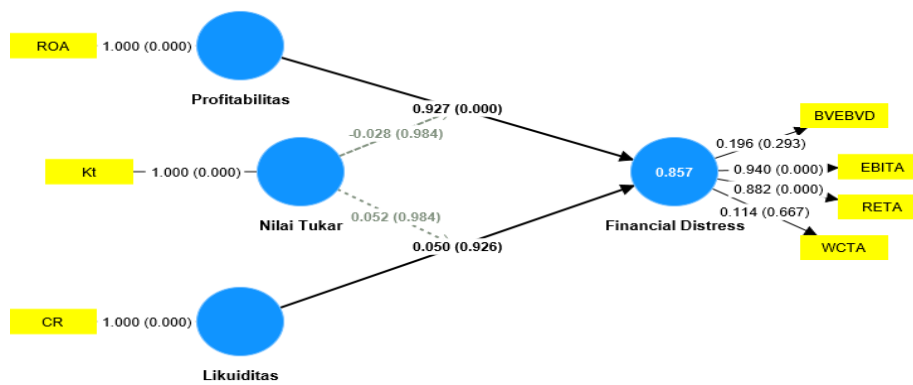 ROA
1.000 (0.000)
Profitabilitas
0.927 (0.000)
-0.028 (0.984)
BVEBVD
0.196 (0.293)
Kt
1.000 (0.000)
0.857
0.940 (0.000)
EBITA
0.882 (0.000)
RETA
0.052 (0.984)
Nilai Tukar
Financial Distress
0.114 (0.667)
0.050 (0.926)
WCTA
CR
1.000 (0.000)
Likuiditas